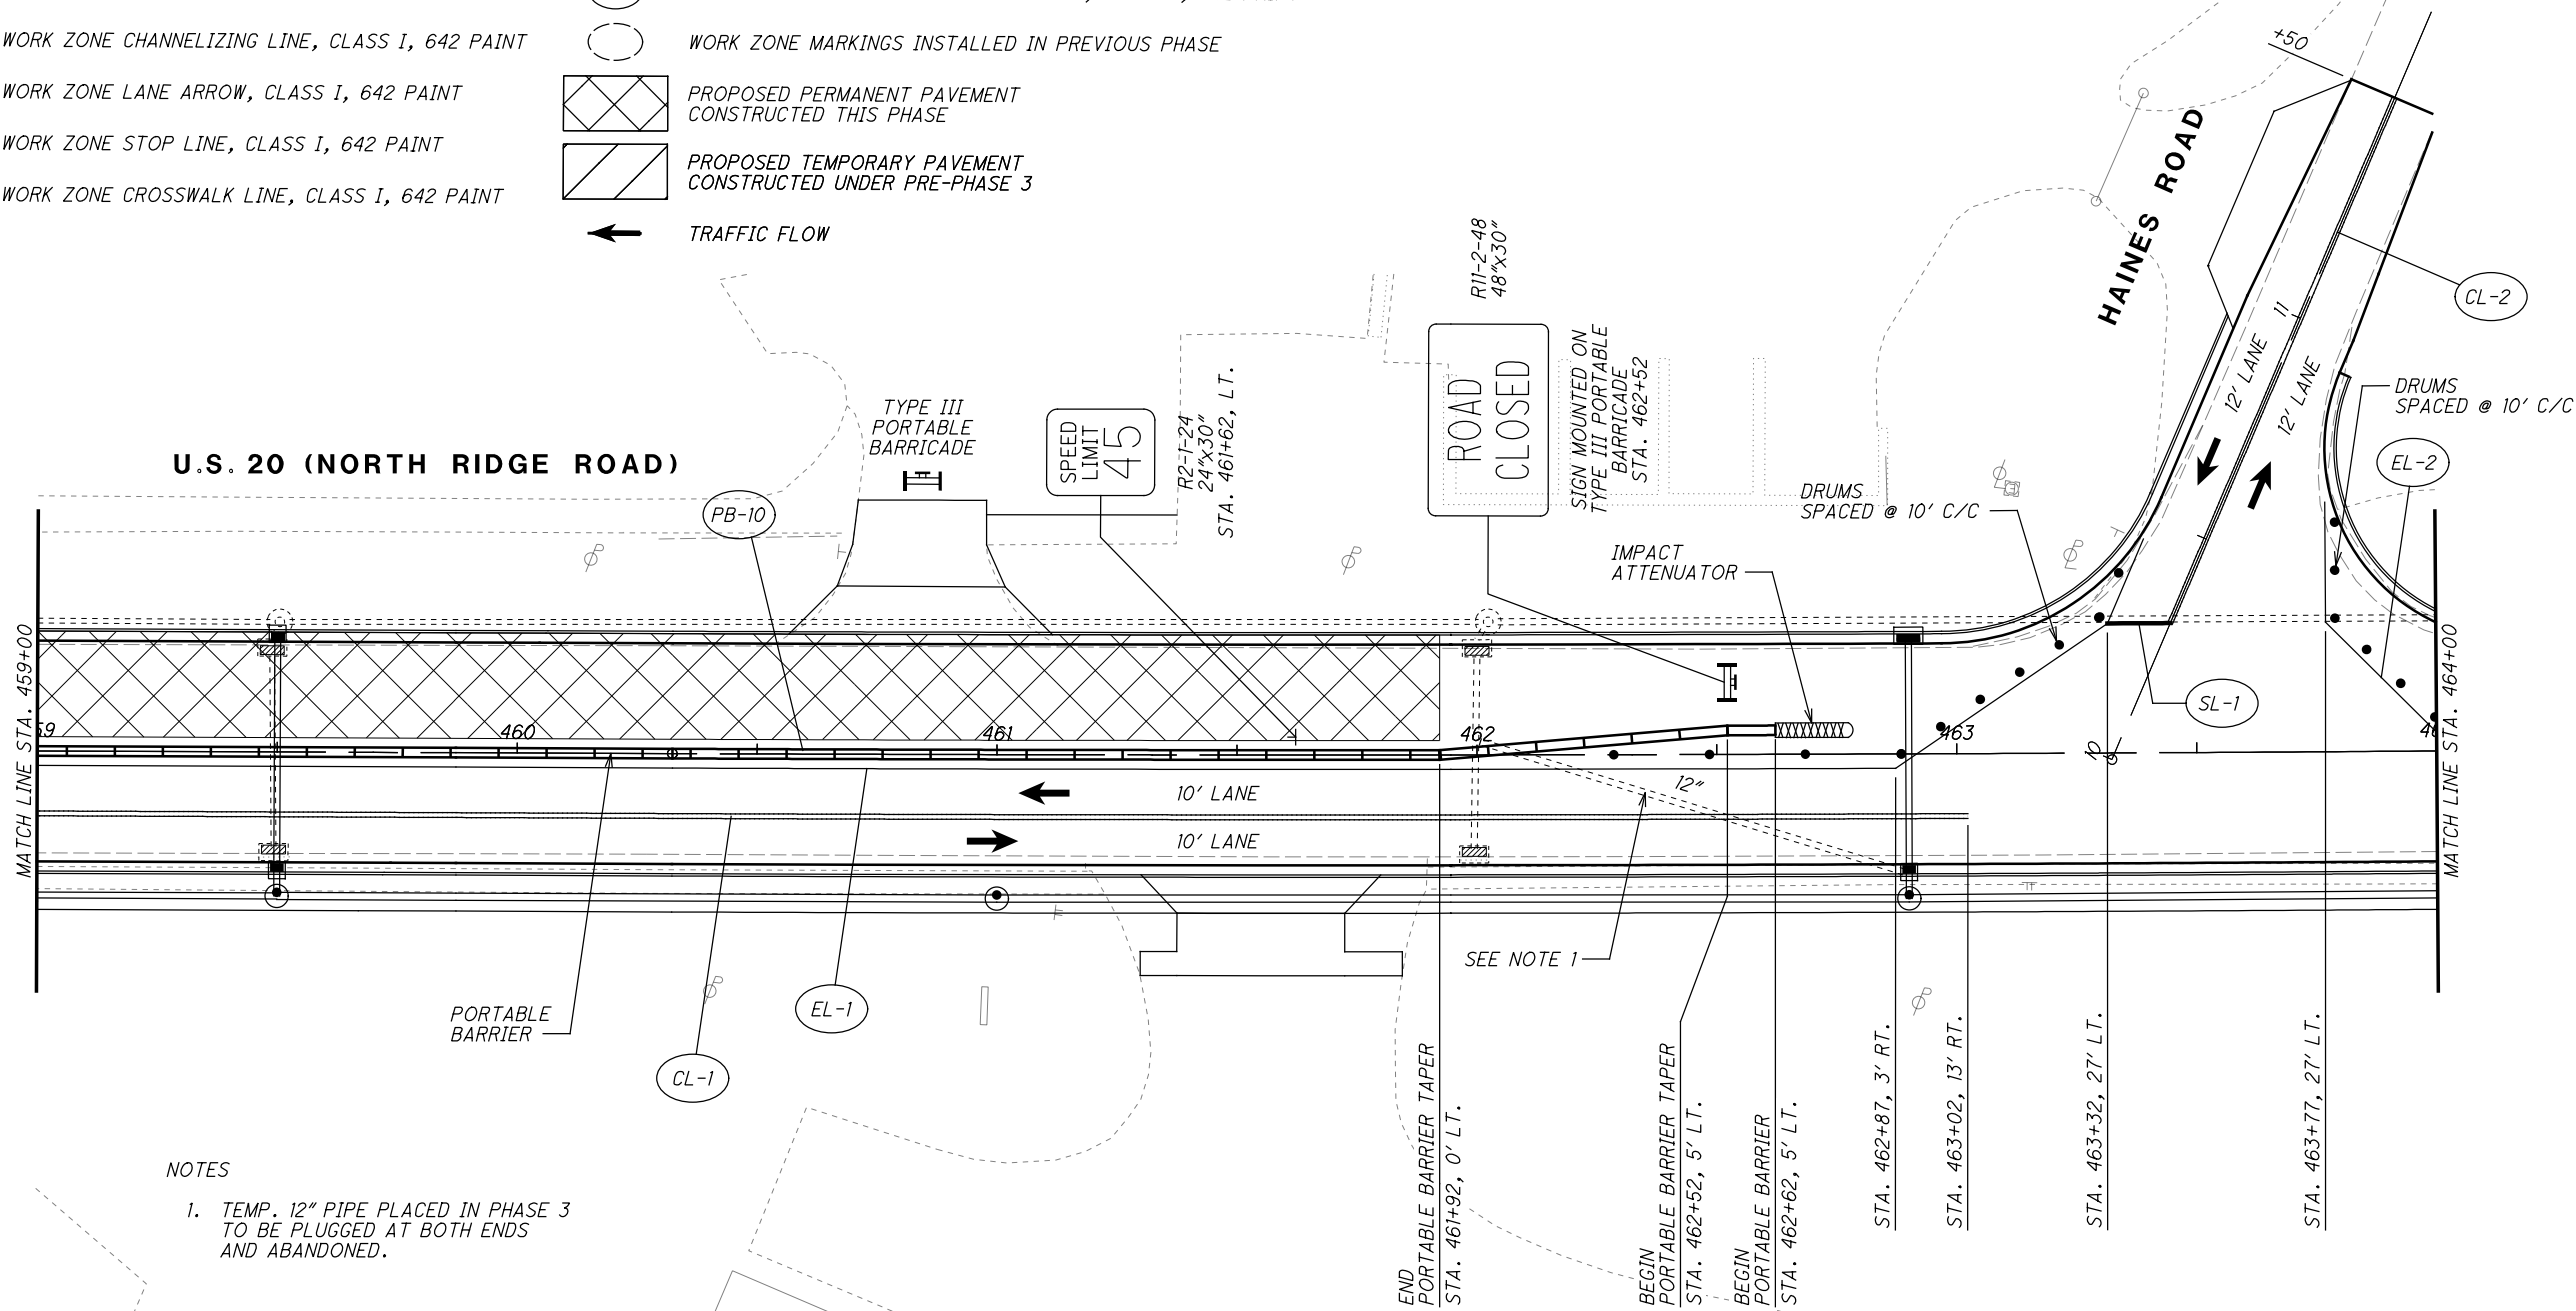 WORK ZONE CHANNELIZING LINE, CLASS I, 642 PAINT
WORK ZONE LANE ARROW, CLASS I, 642 PAINT
WORK ZONE STOP LINE, CLASS I, 642 PAINT
WORK ZONE CROSSWALK LINE, CLASS I, 642 PAINT
WORK ZONE MARKINGS INSTALLED IN PREVIOUS PHASE
PROPOSED PERMANENT PAVEMENT
CONSTRUCTED THIS PHASE
PROPOSED TEMPORARY PAVEMENT
CONSTRUCTED UNDER PRE-PHASE 3
TRAFFIC FLOW
+50
HAINES ROAD
CL-2
11
12' LANE
12' LANE
DRUMS
SPACED @ 10' C/C
EL-2
U.S. 20 (NORTH RIDGE ROAD)
PB-10
TYPE III
PORTABLE
BARRICADE
SPEED
LIMIT
45
R2-1-24
24"x30"
STA. 461+62, LT.
R11-2-48
48"x30"
ROAD
CLOSED
SIGN MOUNTED ON
TYPE III PORTABLE
BARRICADE
STA. 462+52
DRUMS
SPACED @ 10' C/C
IMPACT
ATTENUATOR
MATCH LINE STA. 459+00
59
460
461
462
463
46
10
SL-1
MATCH LINE STA. 464+00
10' LANE
10' LANE
12"
SEE NOTE 1
PORTABLE
BARRIER
EL-1
CL-1
END
PORTABLE BARRIER TAPER
STA. 461+92, 0' LT.
BEGIN
PORTABLE BARRIER TAPER
STA. 462+52, 5' LT.
BEGIN
PORTABLE BARRIER
STA. 462+62, 5' LT.
STA. 462+87, 3' RT.
STA. 463+02, 13' RT.
STA. 463+32, 27' LT.
STA. 463+77, 27' LT.
NOTES
1. TEMP. 12" PIPE PLACED IN PHASE 3
TO BE PLUGGED AT BOTH ENDS
AND ABANDONED.